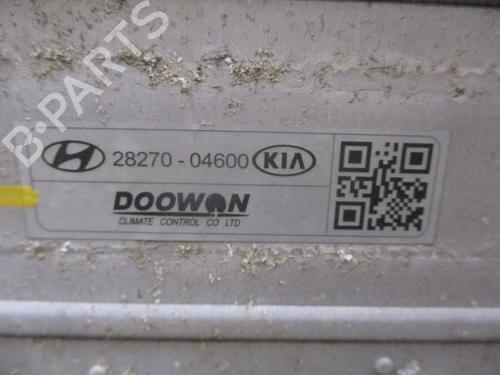 B-PARTS
28270 - 04600 KIA
DOOWON
CLIMATE CONTROL CO LTD